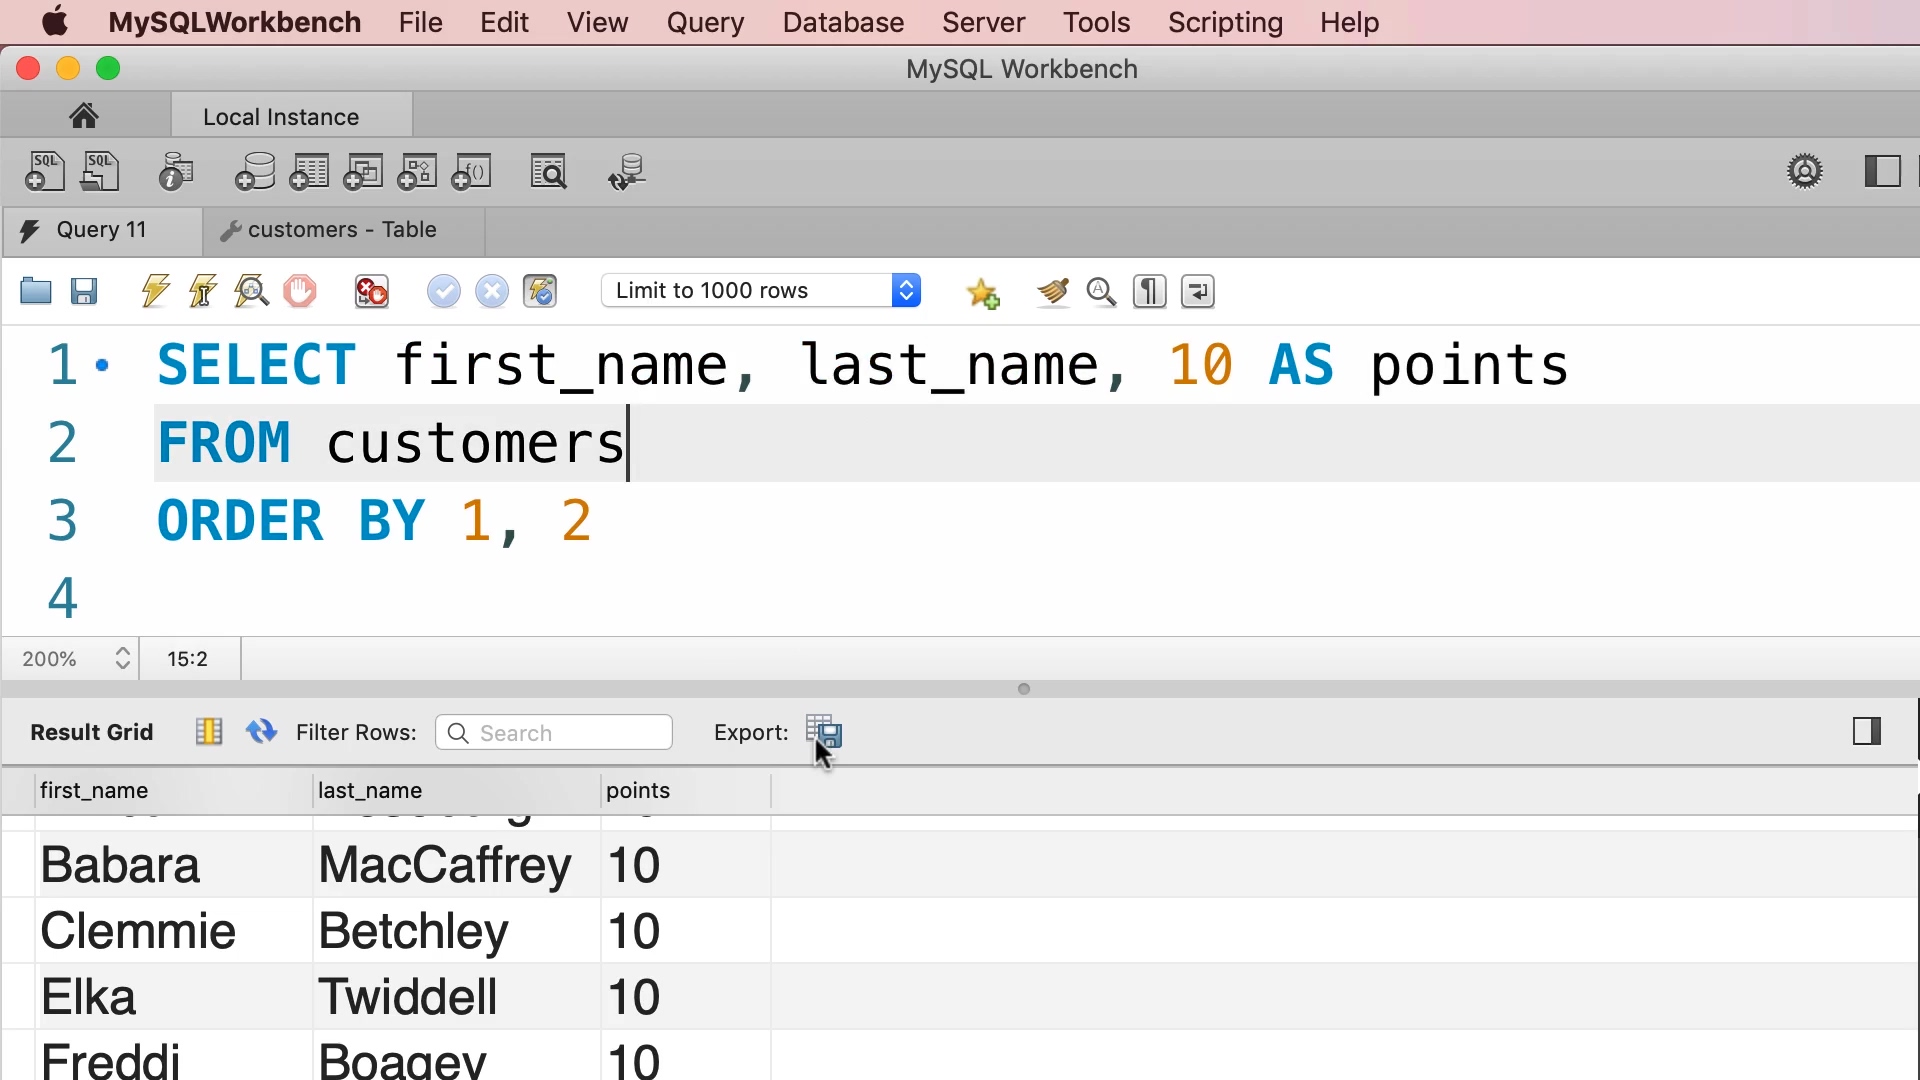 MySQLWorkbench File Edit View Query Database Server Tools Scripting Help
MySQL Workbench
Local Instance
SQL SQL
Query 11 customers - Table
Limit to 1000 rows
1 SELECT first_name, last_name, 10 AS points
2 FROM customers
3 ORDER BY 1, 2
4
200% 15:2
Result Grid Filter Rows: Search Export:
first_name last_name points
Babara MacCaffrey 10
Clemmie Betchley 10
Elka Twiddell 10
Freddi Boagey 10